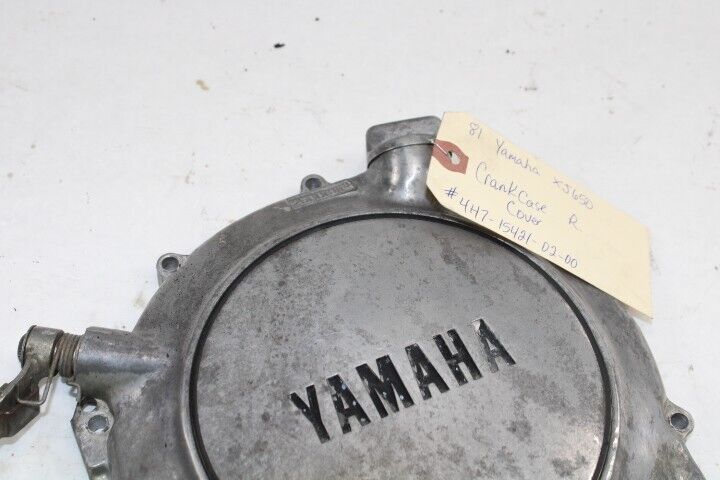 81 Yamaha XJ650
CrankCase R
Cover
#4H7-15421-02-00
YAMAHA